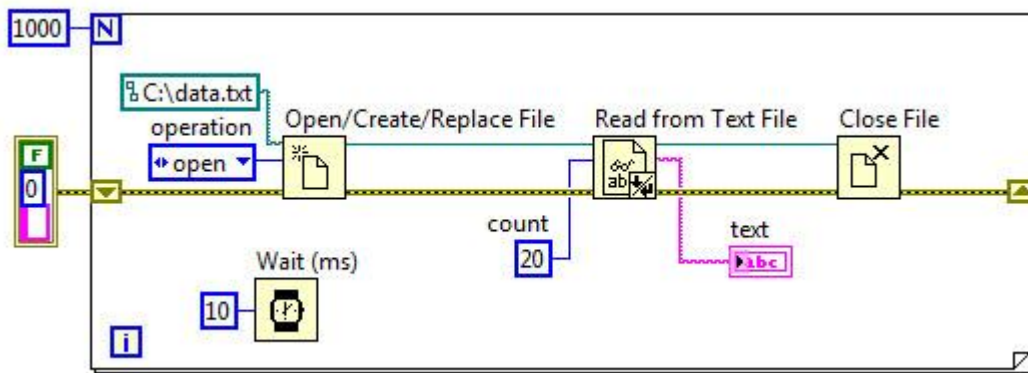 1000
N
C:\data.txt
operation
open
Open/Create/Replace File
Read from Text File
Close File
F
0
ab
count
20
text
abc
Wait (ms)
10
i